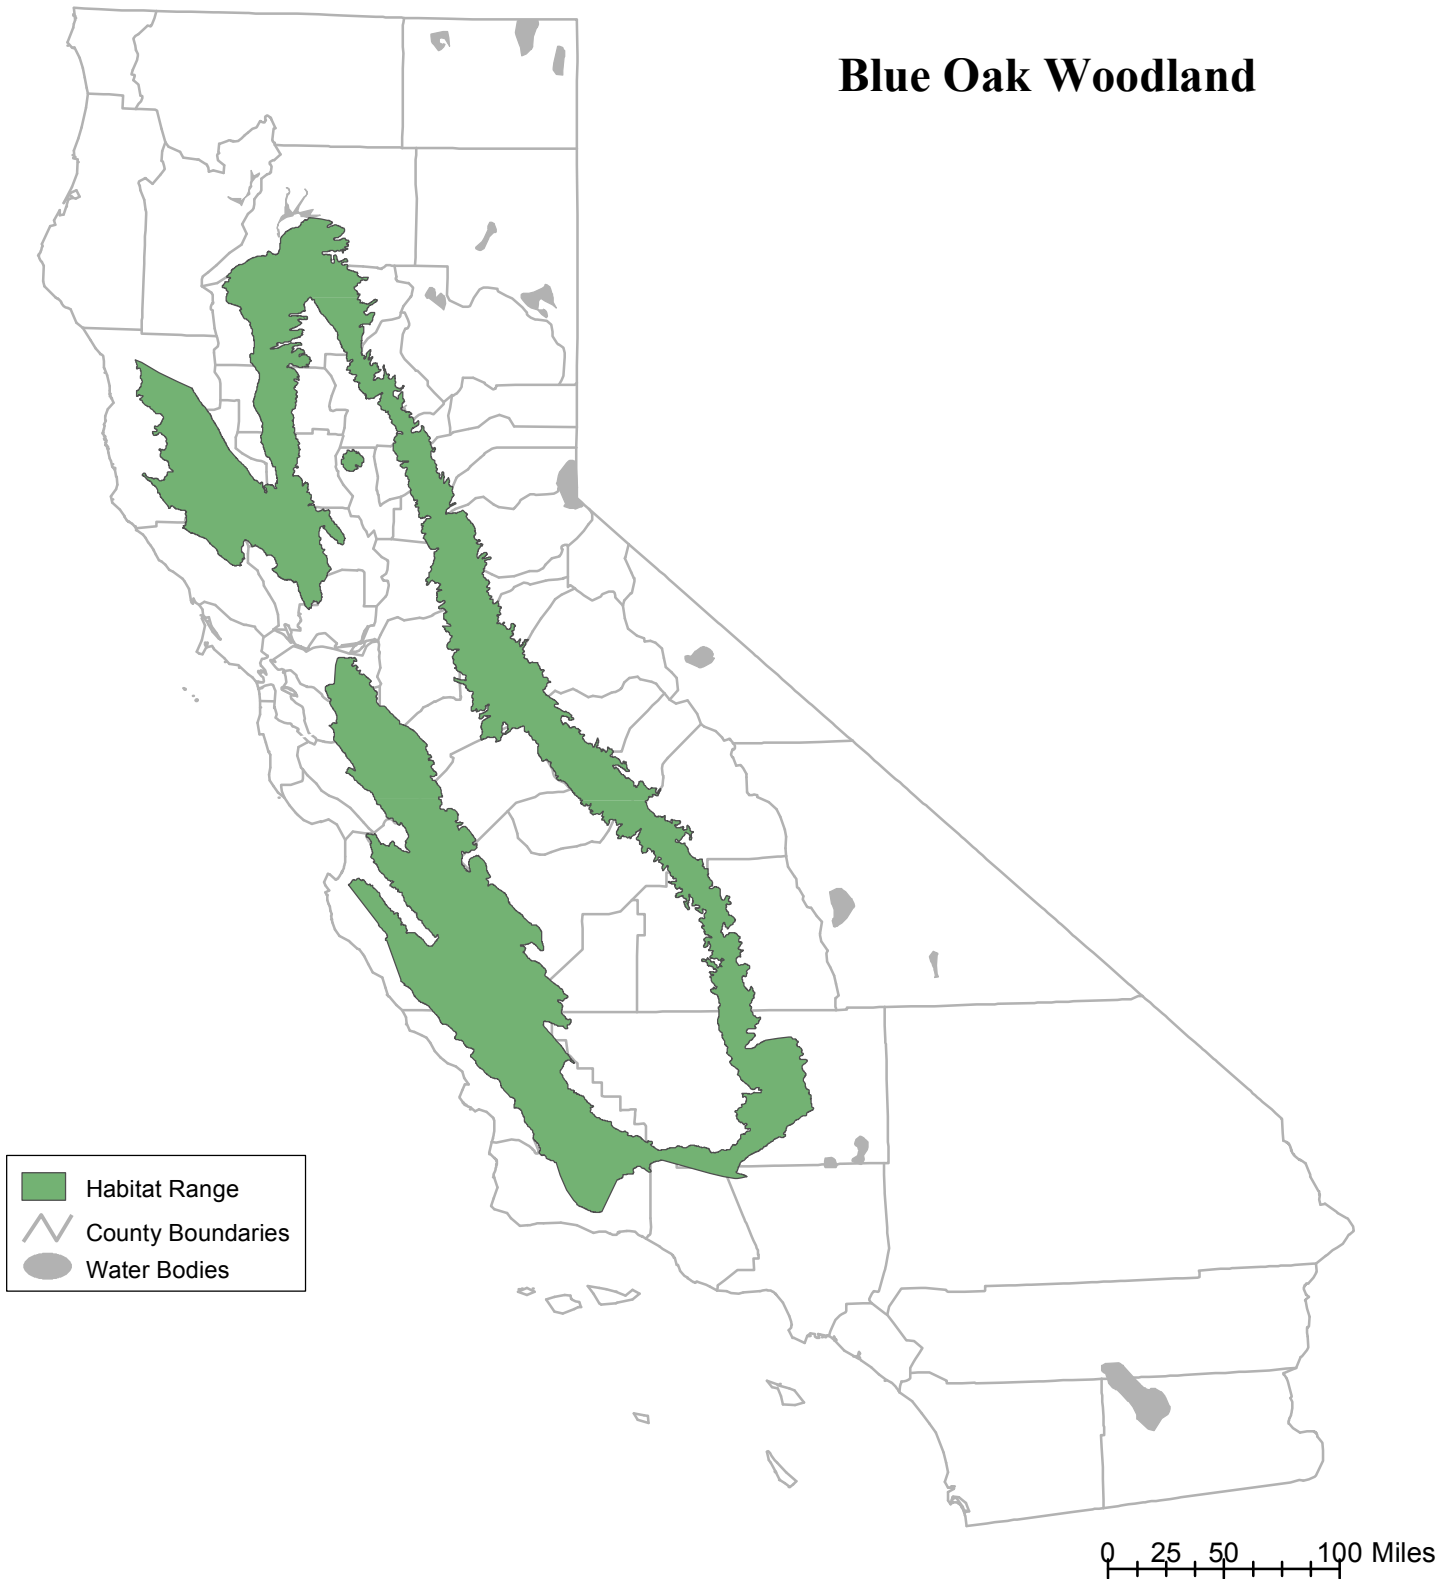 Blue Oak Woodland
Habitat Range
County Boundaries
Water Bodies
0 25 50 100 Miles